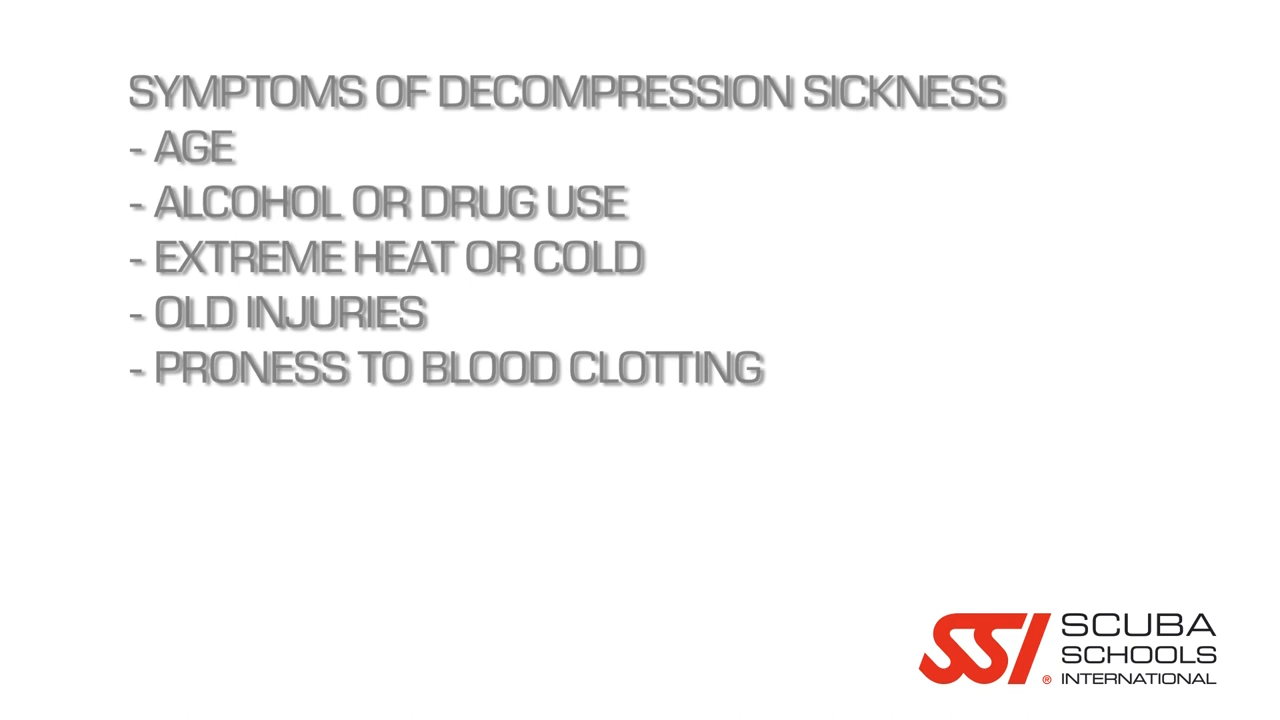 SYMPTOMS OF DECOMPRESSION SICKNESS
- AGE
- ALCOHOL OR DRUG USE
- EXTREME HEAT OR COLD
- OLD INJURIES
- PRONESS TO BLOOD CLOTTING
SSI ®
SCUBA
SCHOOLS
INTERNATIONAL